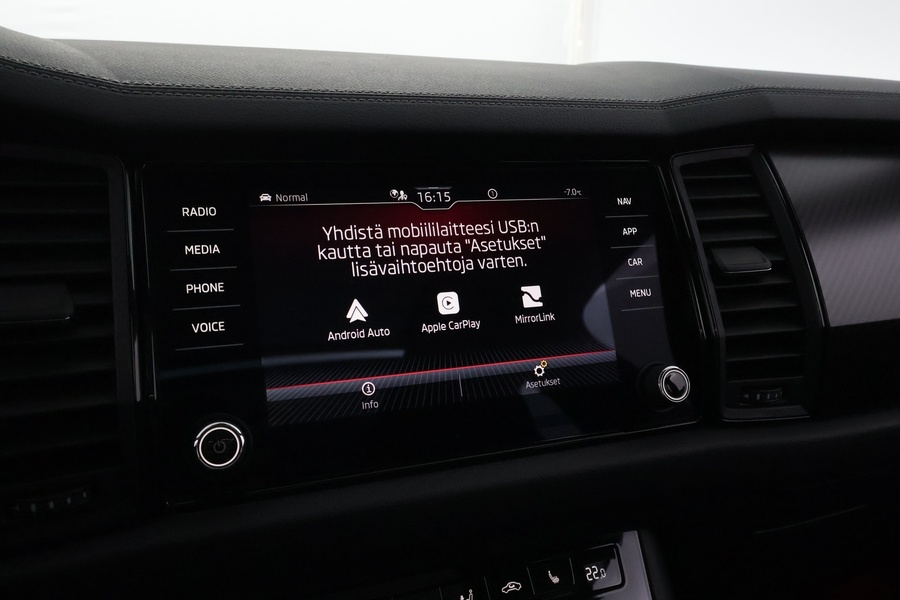 Normal
16:15
-7.0°C
RADIO
MEDIA
PHONE
VOICE
Yhdistä mobiililaitteesi USB:n
kautta tai napauta "Asetukset"
lisävaihtoehtoja varten.
Android Auto
Apple CarPlay
MirrorLink
Info
Asetukset
NAV
APP
CAR
MENU
22.0